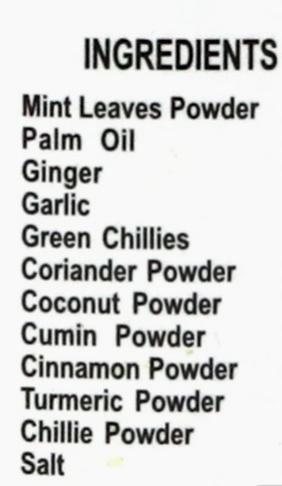 INGREDIENTS
Mint Leaves Powder
Palm Oil
Ginger
Garlic
Green Chillies
Coriander Powder
Coconut Powder
Cumin Powder
Cinnamon Powder
Turmeric Powder
Chillie Powder
Salt